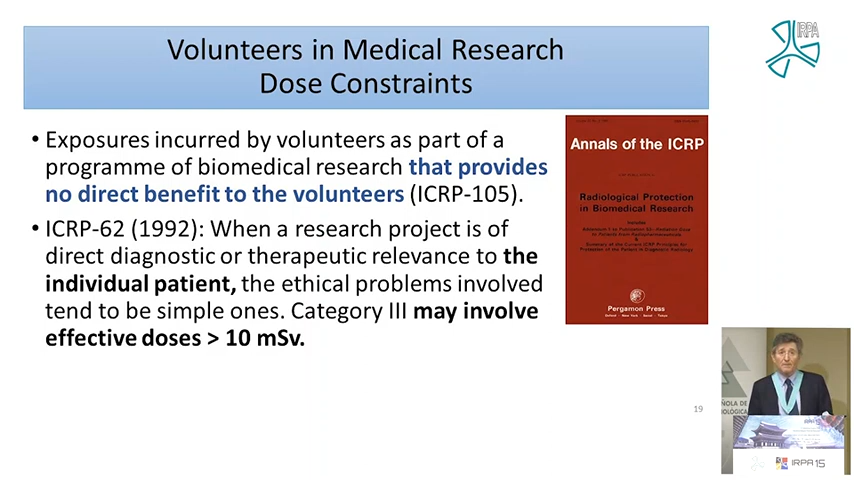 Volunteers in Medical Research
Dose Constraints
IRPA
• Exposures incurred by volunteers as part of a
programme of biomedical research that provides
no direct benefit to the volunteers (ICRP-105).
• ICRP-62 (1992): When a research project is of
direct diagnostic or therapeutic relevance to the
individual patient, the ethical problems involved
tend to be simple ones. Category III may involve
effective doses > 10 mSv.
Annals of the ICRP
Radiological Protection
in Biomedical Research
Pergamon Press
19
IRPA15